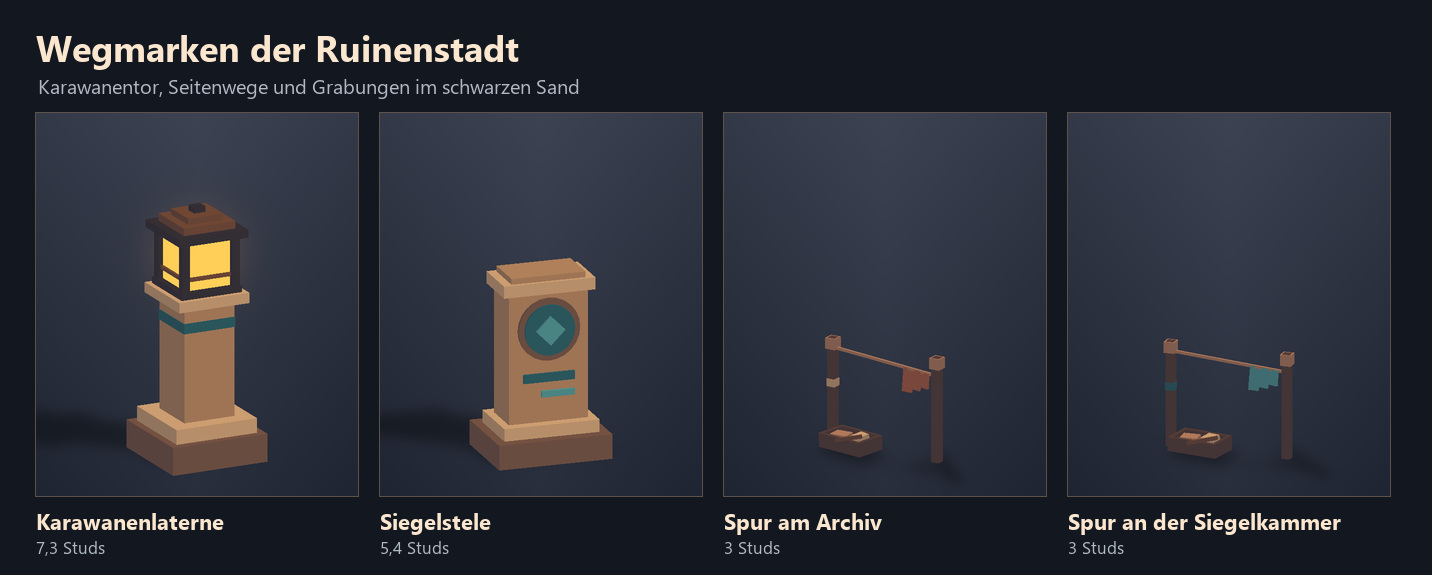 Wegmarken der Ruinenstadt
Karawanentor, Seitenwege und Grabungen im schwarzen Sand
Karawanenlaterne
7,3 Studs
Siegelstele
5,4 Studs
Spur am Archiv
3 Studs
Spur an der Siegelkammer
3 Studs